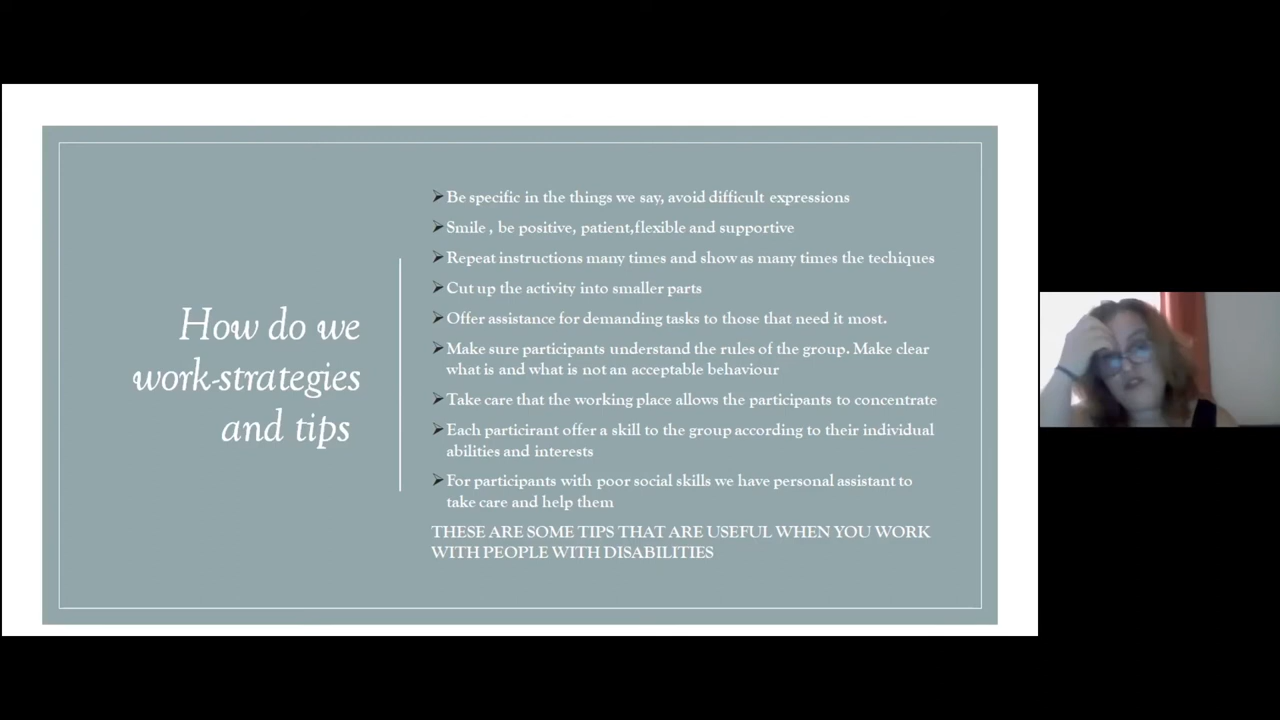 How do we
work-strategies
and tips
Be specific in the things we say, avoid difficult expressions
Smile , be positive, patient,flexible and supportive
Repeat instructions many times and show as many times the techiques
Cut up the activity into smaller parts
Offer assistance for demanding tasks to those that need it most.
Make sure participants understand the rules of the group. Make clear
what is and what is not an acceptable behaviour
Take care that the working place allows the participants to concentrate
Each particirant offer a skill to the group according to their individual
abilities and interests
For participants with poor social skills we have personal assistant to
take care and help them
THESE ARE SOME TIPS THAT ARE USEFUL WHEN YOU WORK
WITH PEOPLE WITH DISABILITIES